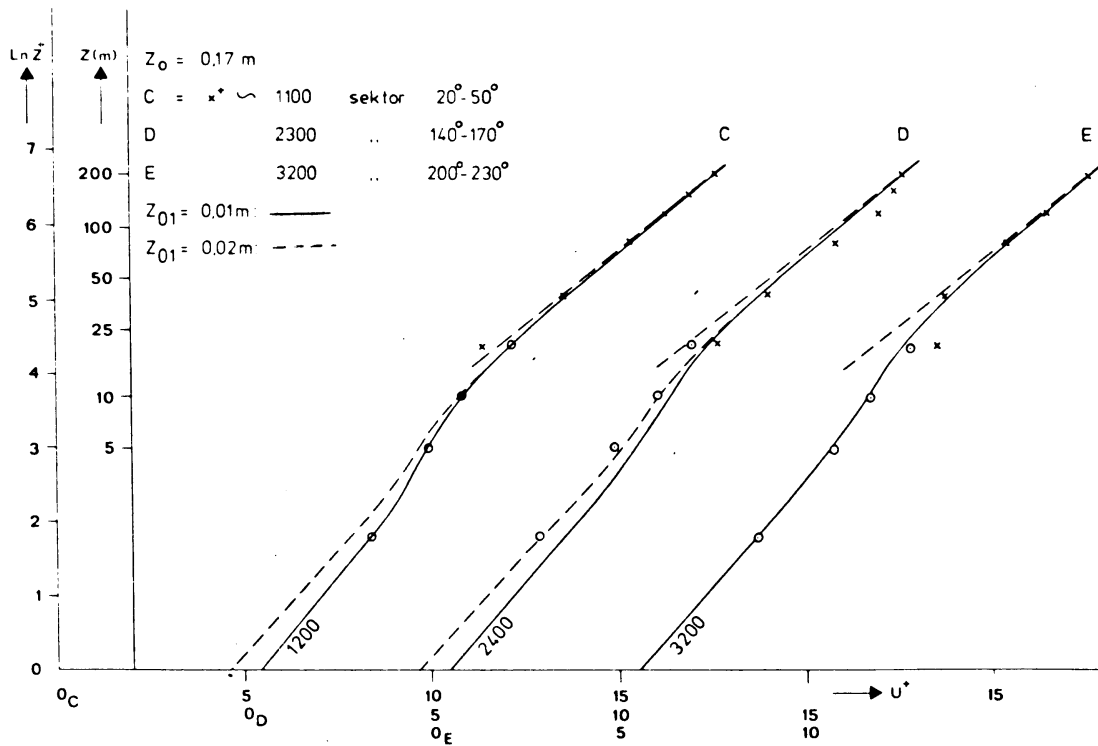 Ln Z⁺ Z(m) Z₀ = 0,17 m
C = x⁺ ∽ 1100 sektor 20°-50°
D 2300 ,, 140°-170°
E 3200 ,, 200°-230°
Z₀₁ = 0,01m:
Z₀₁ = 0,02m:
C D E
7
200
6
100
50
5
25
4
10
3
5
2
1
0
1200 2400 3200
5 10 15 15 U⁺
0C
0D 5 10 15 10
0E 5